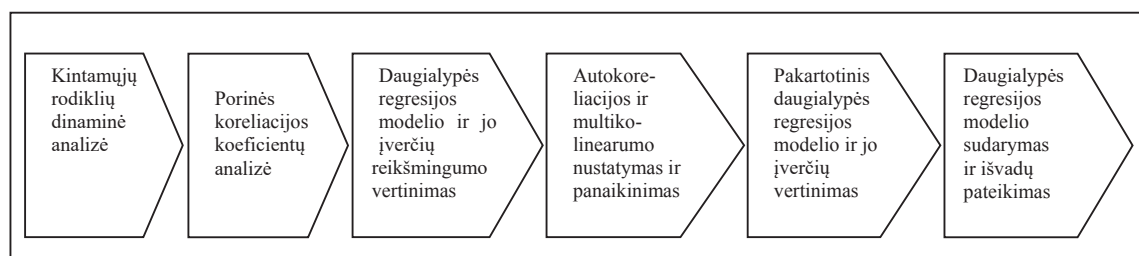 Kintamųjų
rodiklių
dinaminė
analizė
Porinės
koreliacijos
koeficientų
analizė
Daugialypės
regresijos
modelio ir jo
įverčių
reikšmingumo
vertinimas
Autokore-
liacijos ir
multiko-
linearumo
nustatymas ir
panaikinimas
Pakartotinis
daugialypės
regresijos
modelio ir jo
įverčių
vertinimas
Daugialypės
regresijos
modelio
sudarymas
ir išvadų
pateikimas